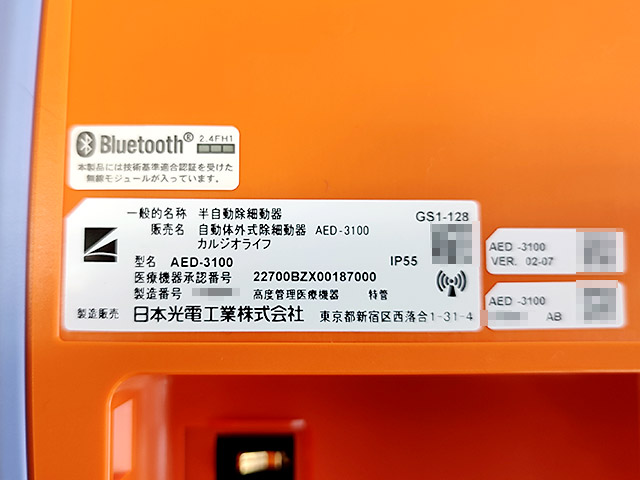 Bluetooth® 2.4FH1
本製品には技術基準適合認証を受けた
無線モジュールが入っています。
一般的名称 半自動除細動器 GS1-128
販売名 自動体外式除細動器 AED-3100
カルジオライフ
型名 AED-3100 IP55
医療機器承認番号 22700BZX00187000
製造番号 高度管理医療機器 特管
製造販売 日本光電工業株式会社 東京都新宿区西落合1-31-4
AED-3100
VER. 02-07
AED-3100
AB